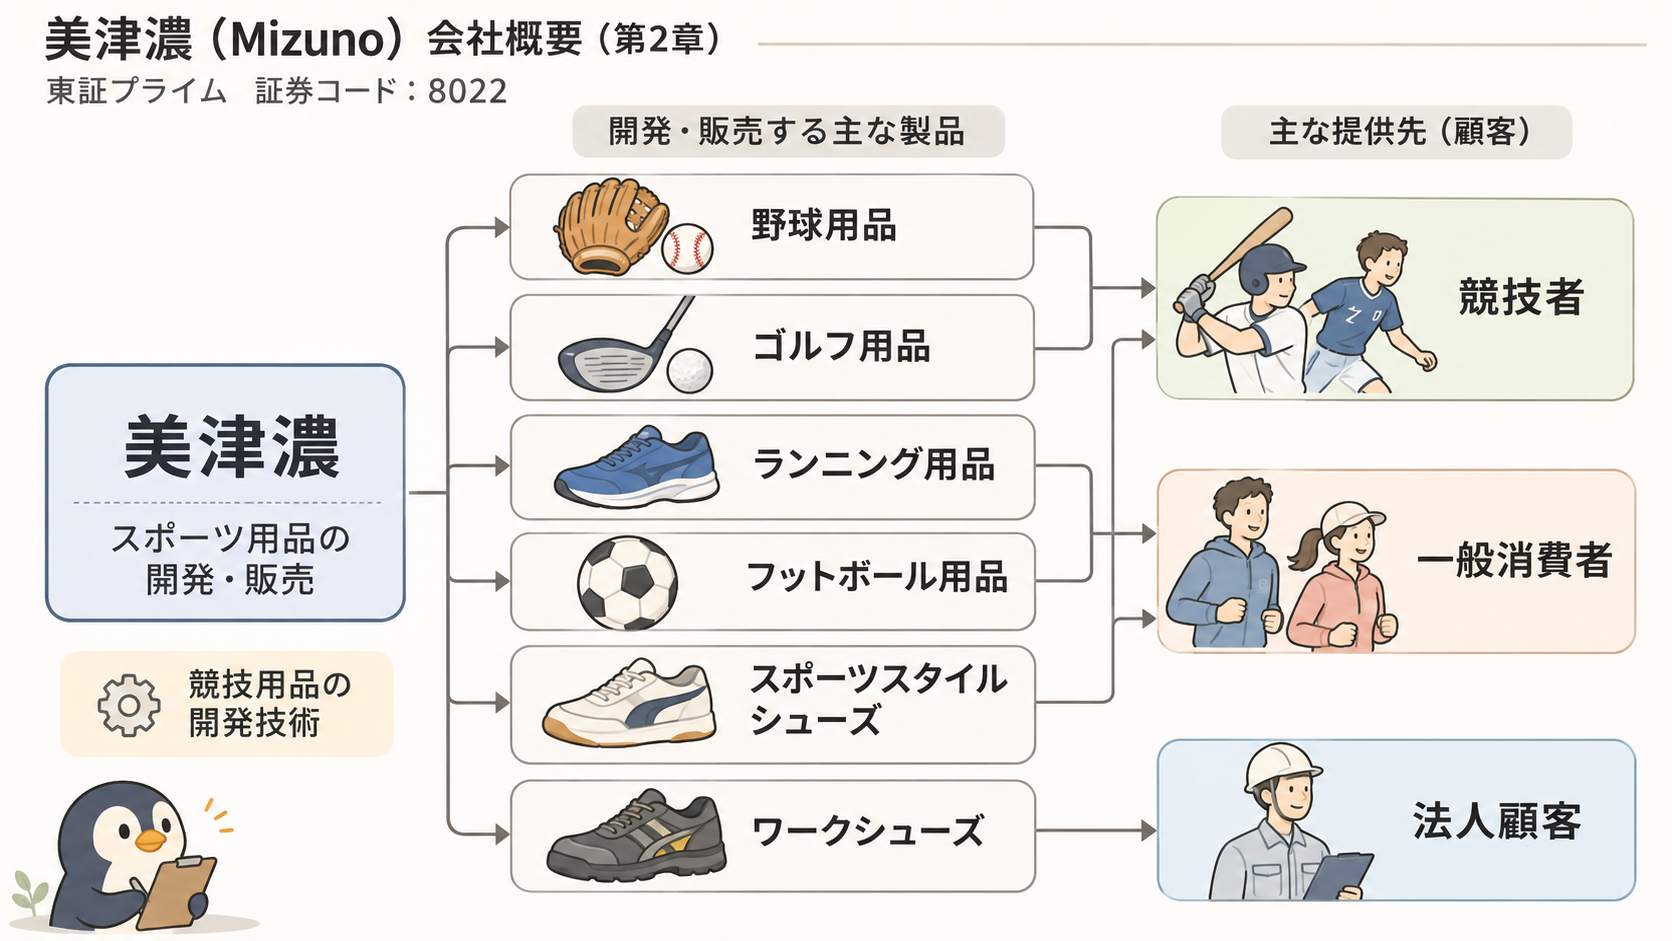 美津濃（Mizuno）会社概要（第2章）
東証プライム 証券コード：8022
開発・販売する主な製品
主な提供先（顧客）
美津濃
スポーツ用品の
開発・販売
競技用品の
開発技術
野球用品
ゴルフ用品
ランニング用品
フットボール用品
スポーツスタイル
シューズ
ワークシューズ
競技者
一般消費者
法人顧客